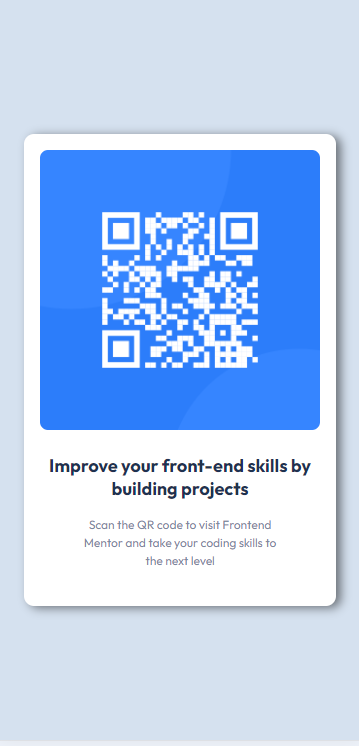 Improve your front-end skills by
building projects
Scan the QR code to visit Frontend
Mentor and take your coding skills to
the next level